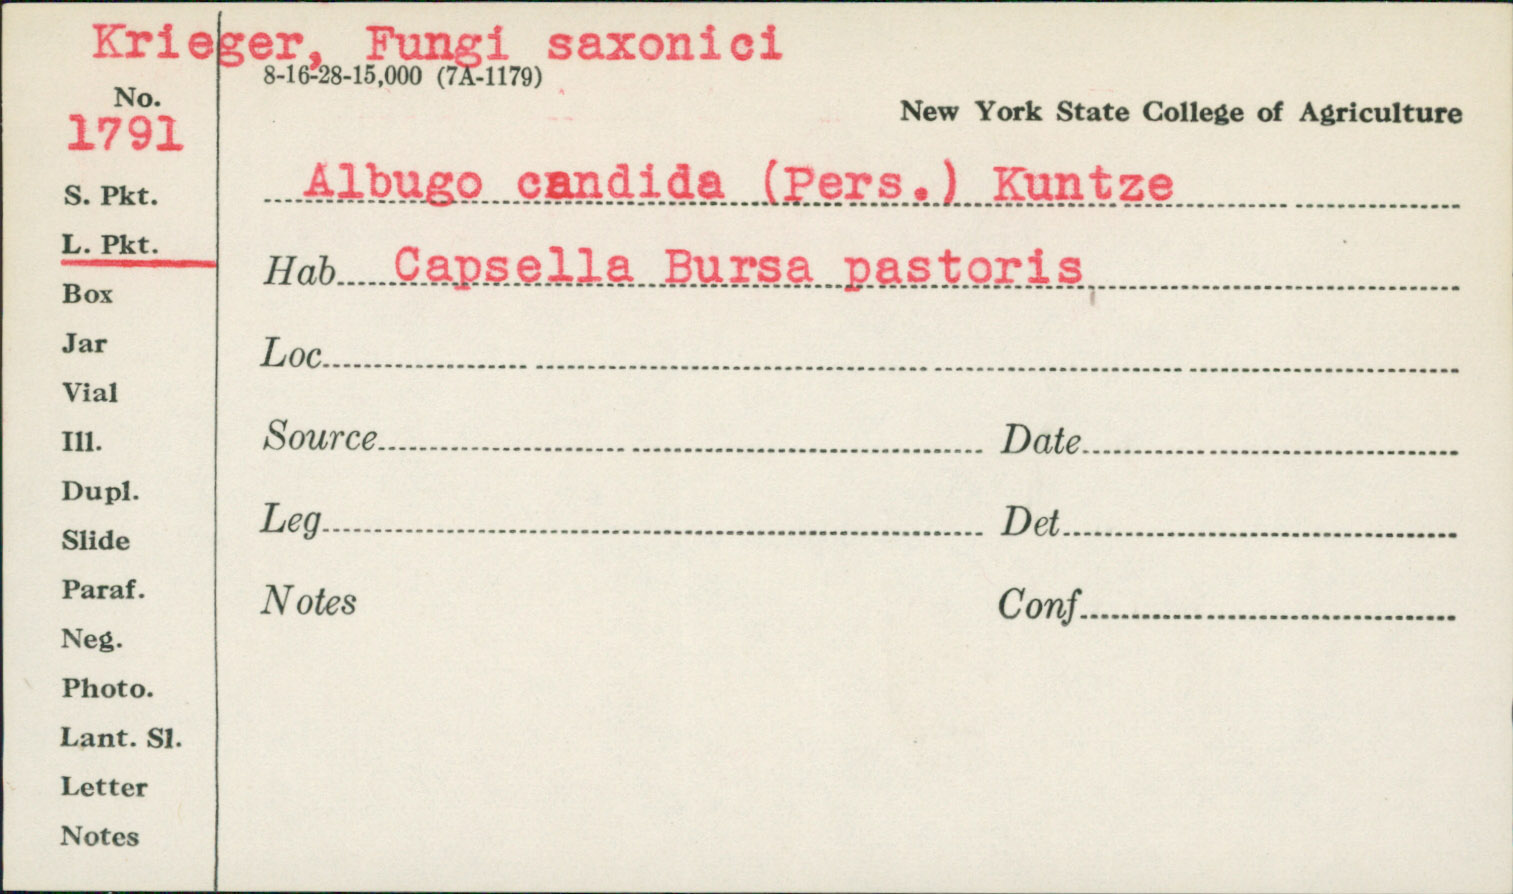 Krieger, Fungi saxonici
8-16-28-15,000 (7A-1179)
No.
1791
New York State College of Agriculture
S. Pkt.
Albugo candida (Pers.) Kuntze
L. Pkt.
Hab Capsella Bursa pastoris
Box
Jar
Loc
Vial
Ill.
Source Date
Dupl.
Slide
Leg Det
Paraf.
Notes Conf
Neg.
Photo.
Lant. Sl.
Letter
Notes